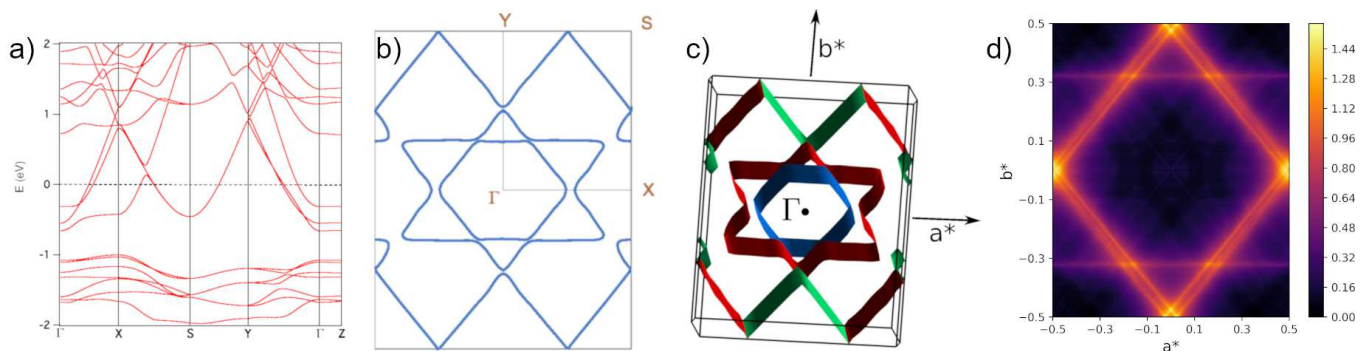 a)
E (eV)
2
1
0
-1
-2
Γ X S Y Γ Z
b)
Y S
Γ
X
c)
b*
Γ
a*
d)
b*
0.5
0.3
0.1
-0.1
-0.3
-0.5
-0.5 -0.3 -0.1 0.1 0.3 0.5
a*
1.44
1.28
1.12
0.96
0.80
0.64
0.48
0.32
0.16
0.00